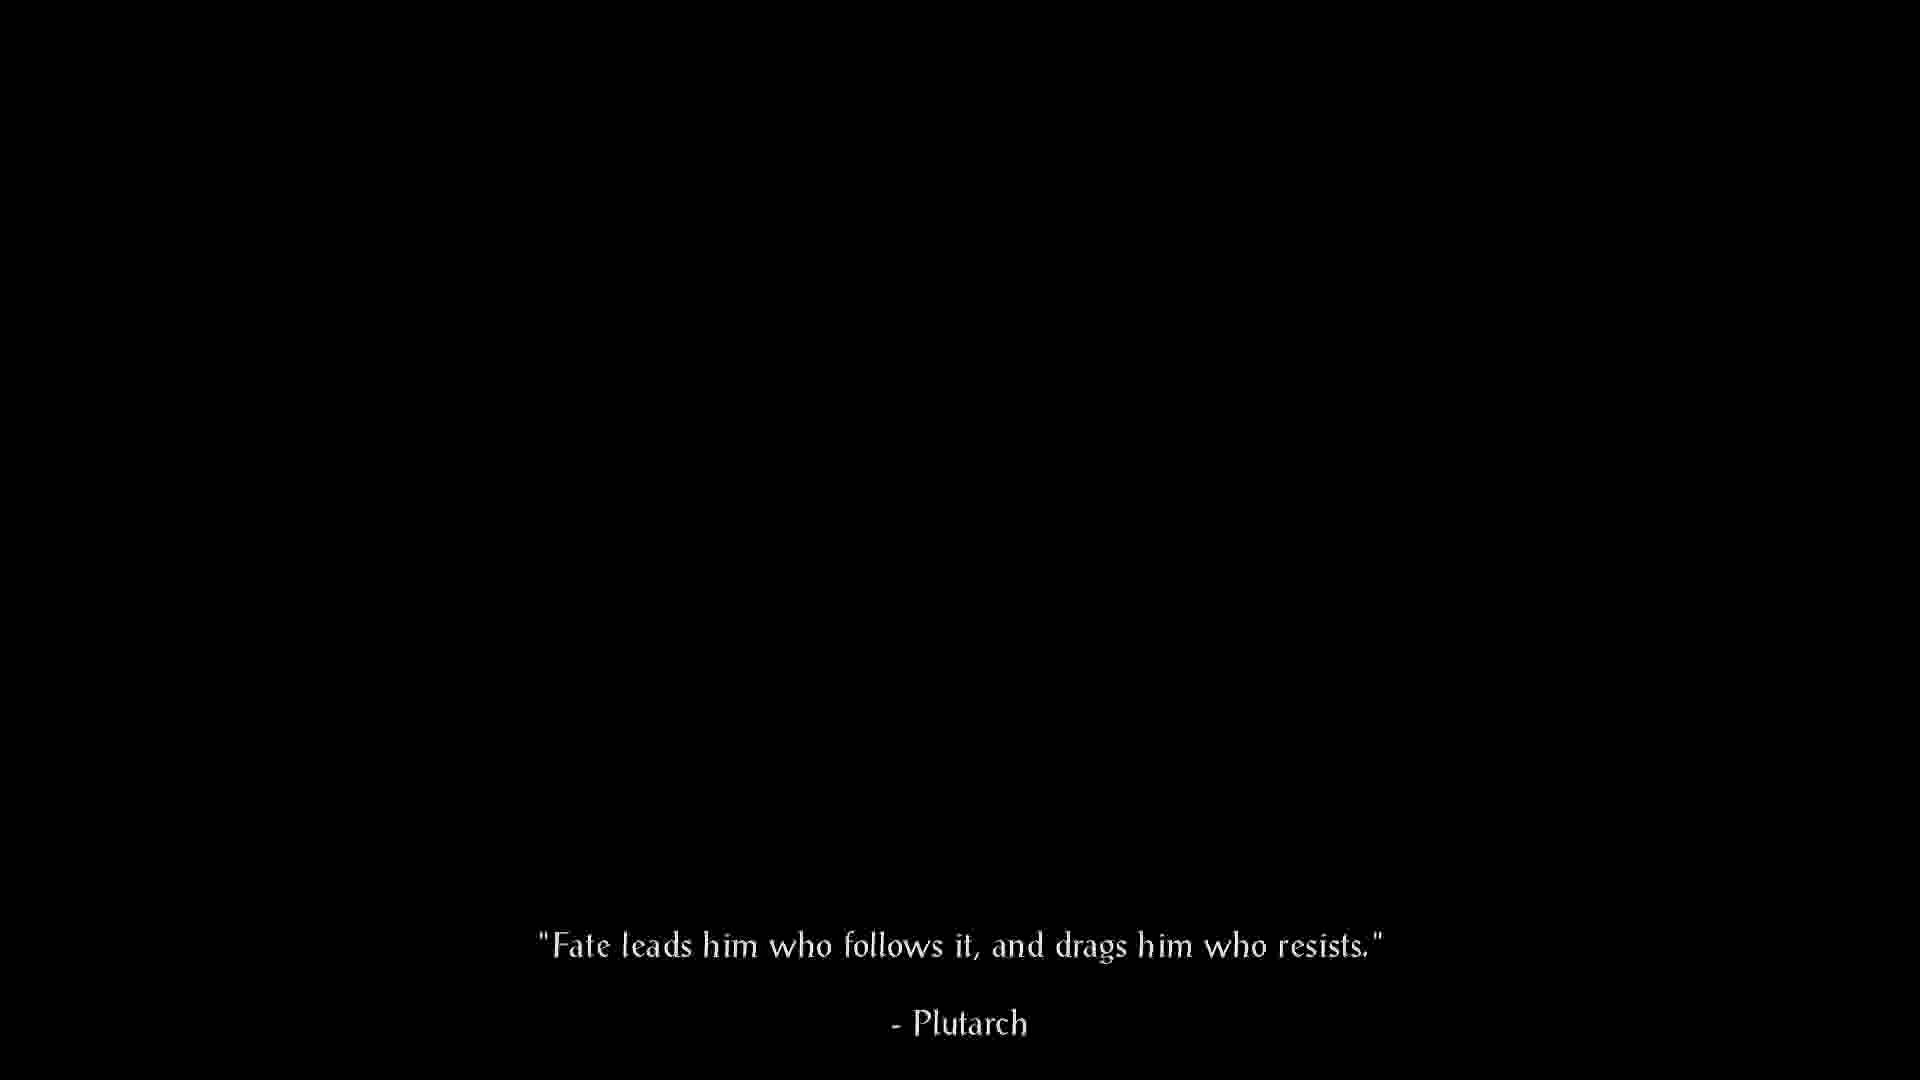 "Fate leads him who follows it, and drags him who resists."
- Plutarch